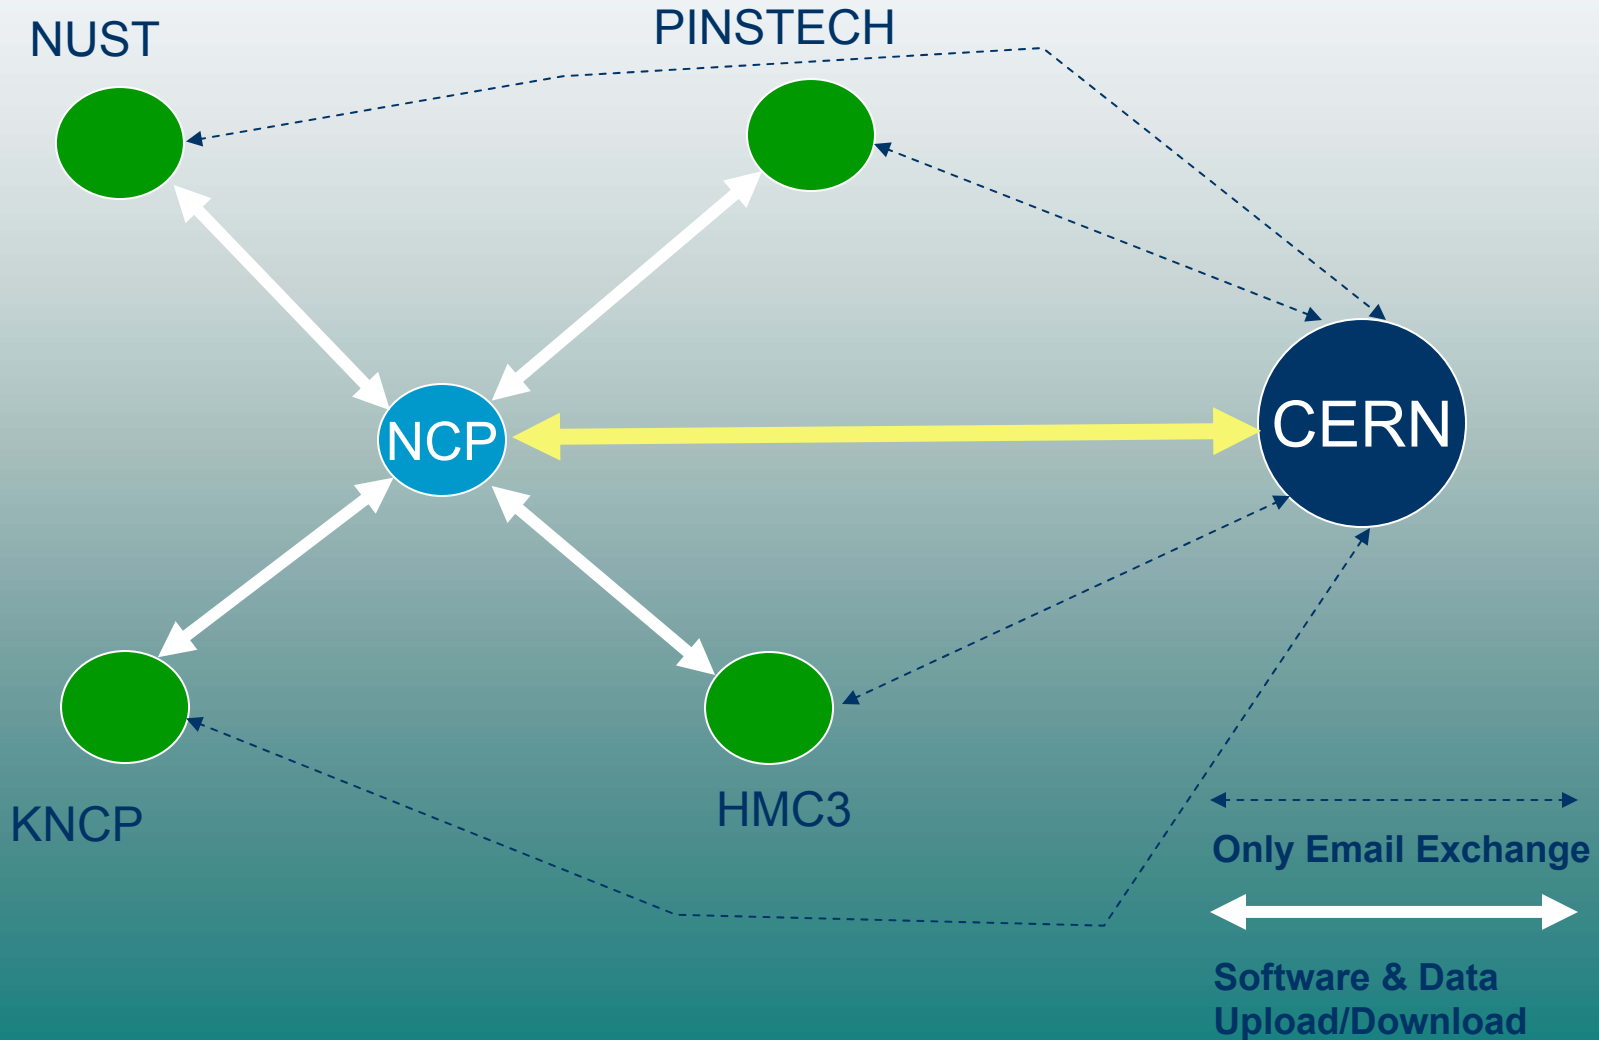 NUST
PINSTECH
NCP
CERN
KNCP
HMC3
Only Email Exchange
Software & Data
Upload/Download